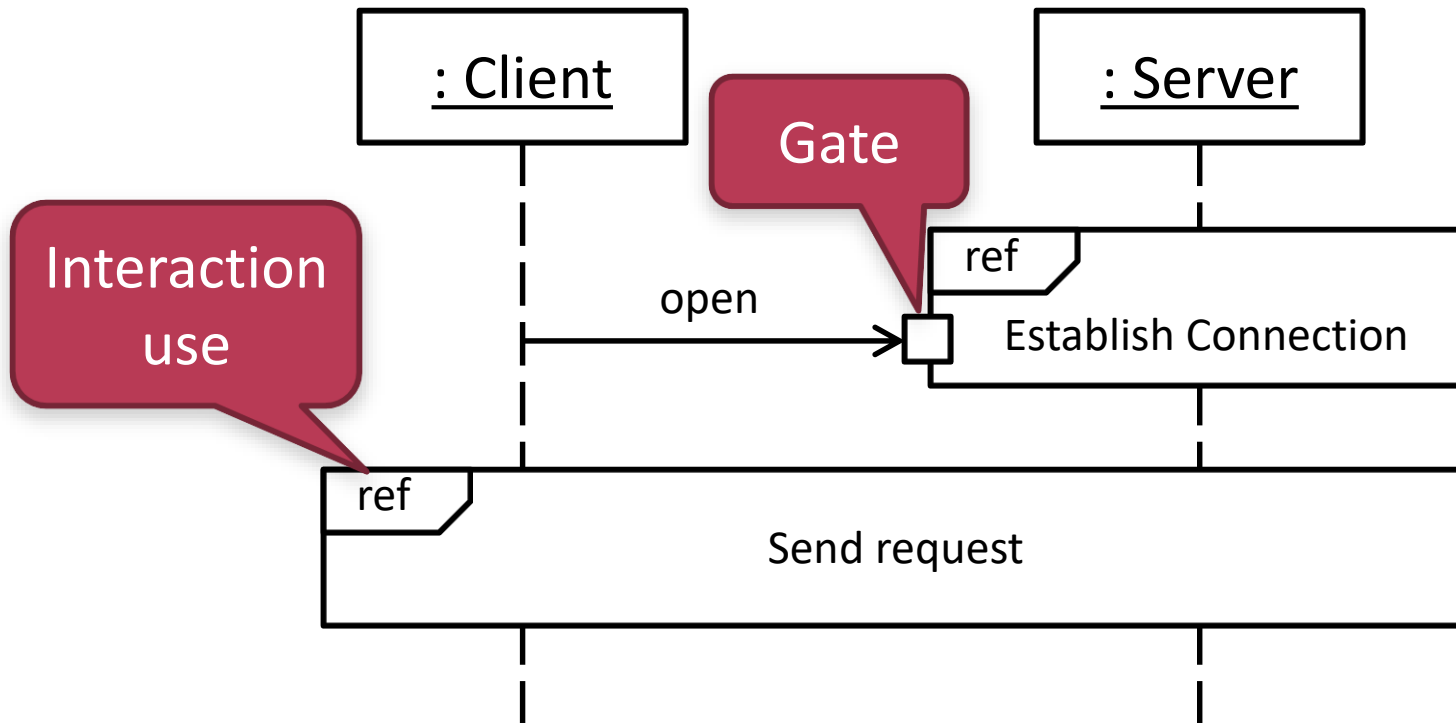 : Client
: Server
Gate
Interaction
use
ref
open
Establish Connection
ref
Send request